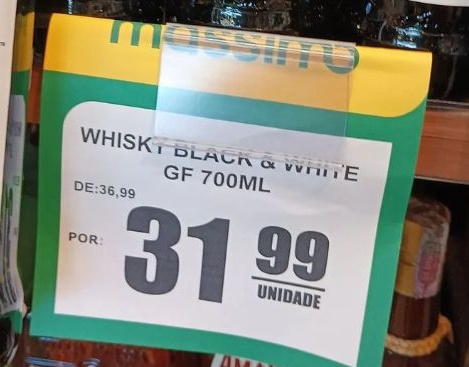 massimo
WHISKY BLACK & WHITE
GF 700ML
DE:36,99
POR:
31 99
UNIDADE